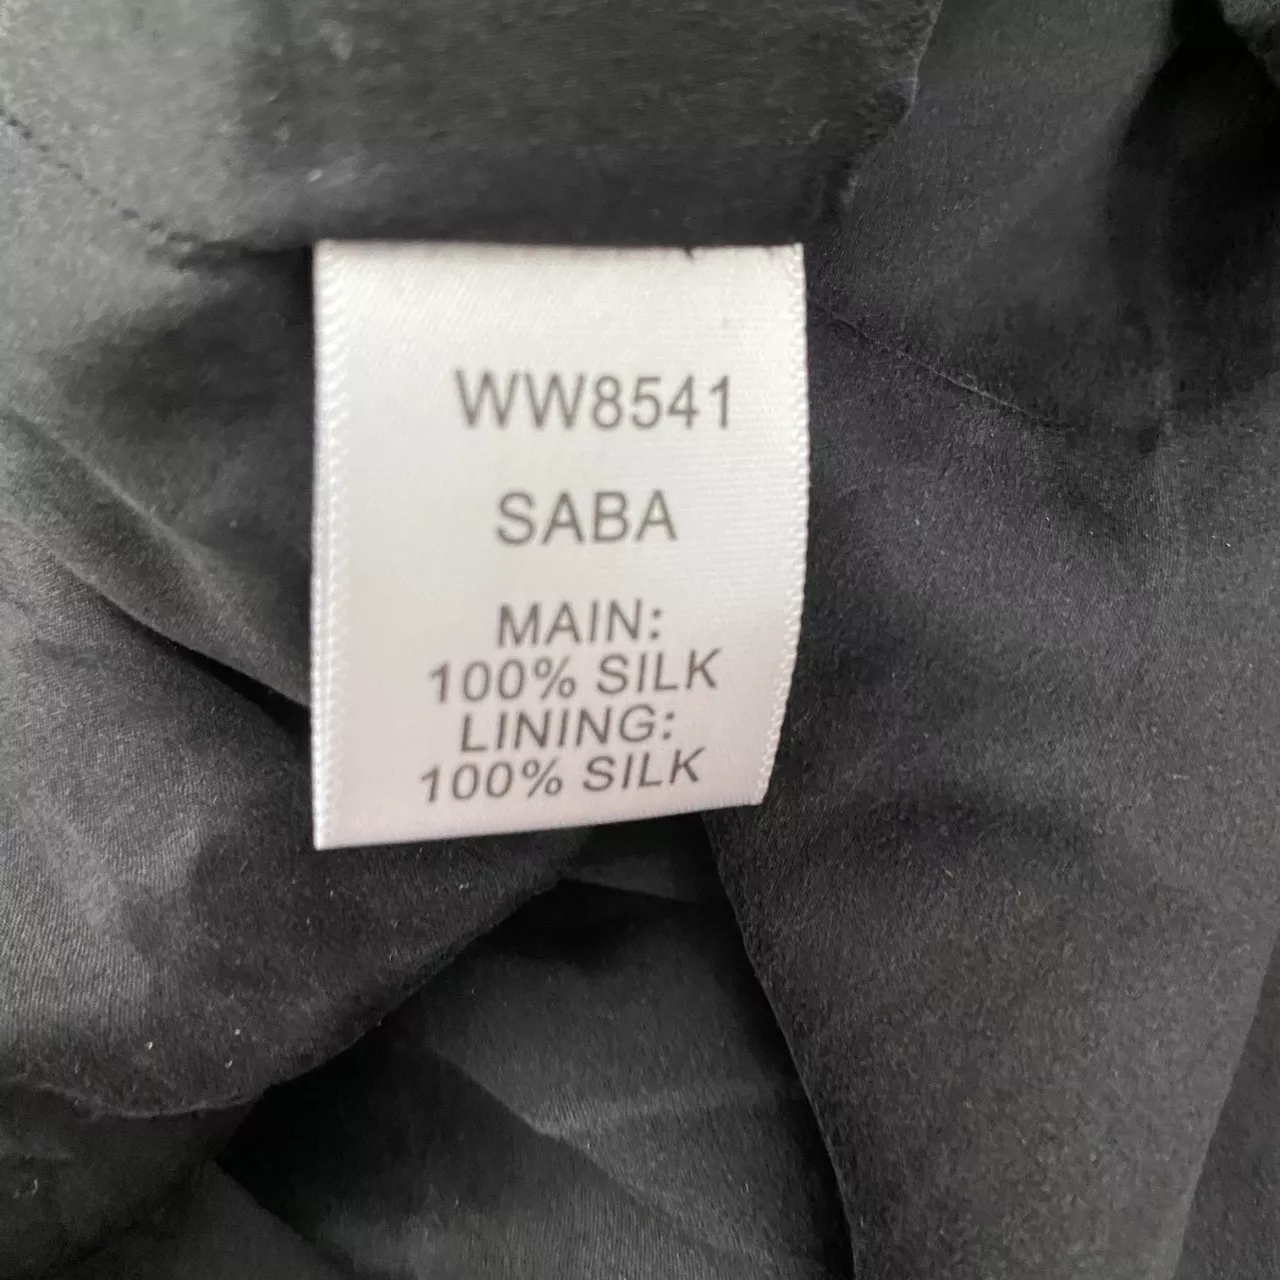 WW8541
SABA
MAIN:
100% SILK
LINING:
100% SILK